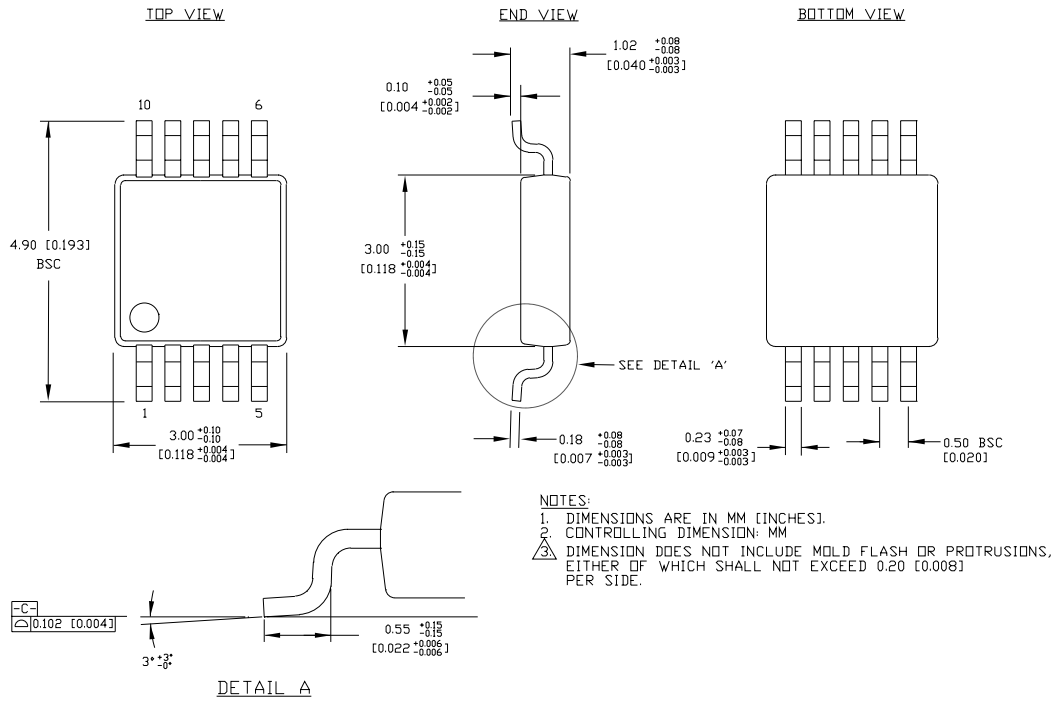 TOP VIEW
END VIEW
BOTTOM VIEW
1.02 +0.08 -0.08
[0.040 +0.003 -0.003]
0.10 +0.05 -0.05
[0.004 +0.002 -0.002]
10
6
4.90 [0.193]
BSC
3.00 +0.15 -0.15
[0.118 +0.004 -0.004]
SEE DETAIL 'A'
1
5
3.00 +0.10 -0.10
[0.118 +0.004 -0.004]
0.18 +0.08 -0.08
[0.007 +0.003 -0.003]
0.23 +0.07 -0.08
[0.009 +0.003 -0.003]
0.50 BSC
[0.020]
NOTES:
1. DIMENSIONS ARE IN MM [INCHES].
2. CONTROLLING DIMENSION: MM
3. DIMENSION DOES NOT INCLUDE MOLD FLASH OR PROTRUSIONS,
EITHER OF WHICH SHALL NOT EXCEED 0.20 [0.008]
PER SIDE.
-C-
0.102 [0.004]
3° +3° -0°
0.55 +0.15 -0.15
[0.022 +0.006 -0.006]
DETAIL A